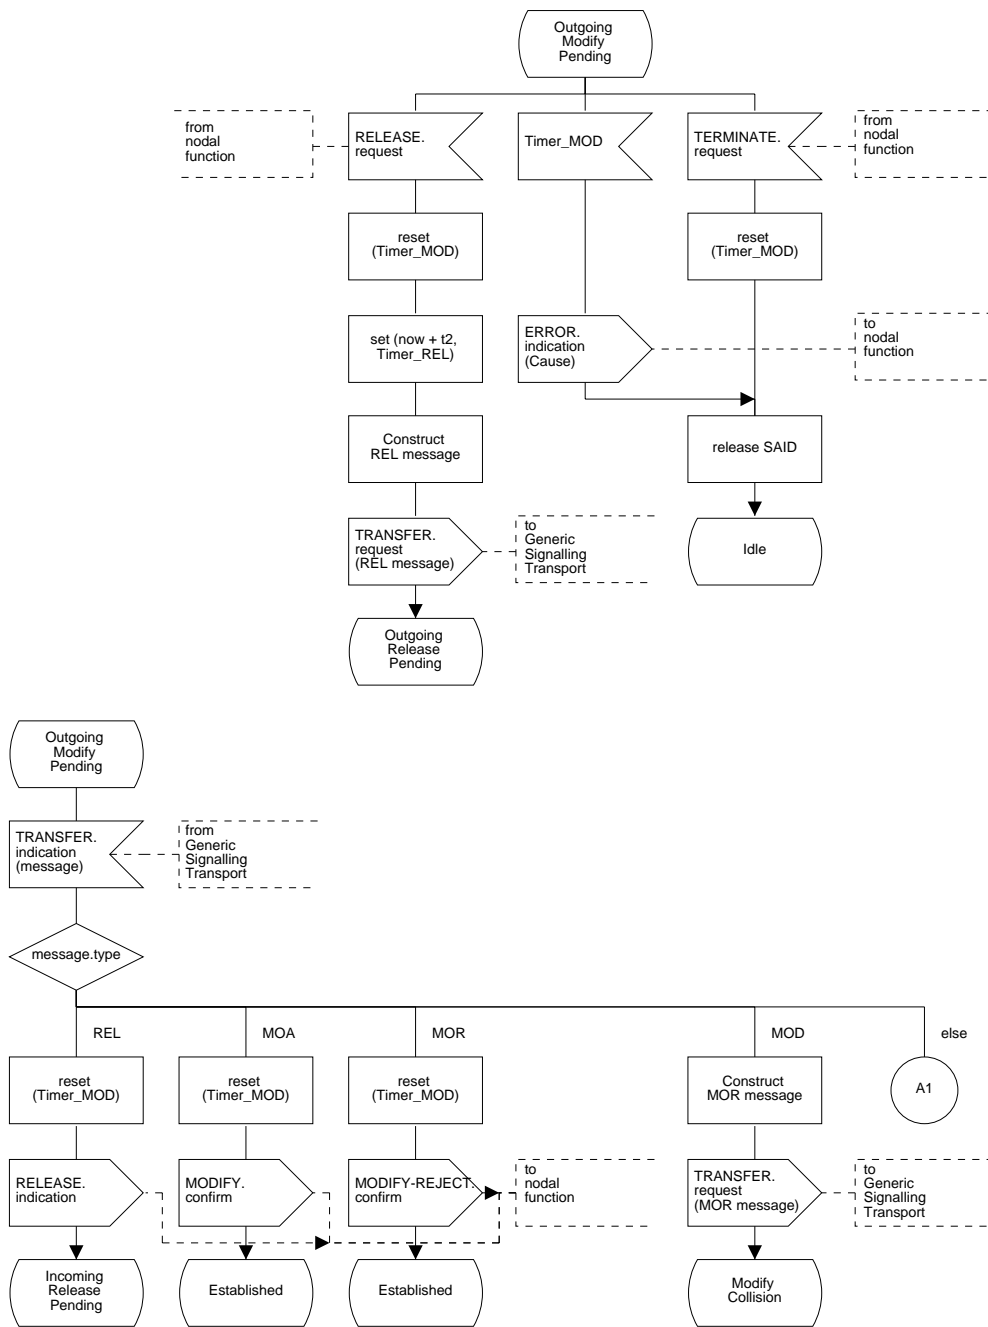 Outgoing
Modify
Pending
from
nodal
function
RELEASE.
request
Timer_MOD
TERMINATE.
request
from
nodal
function
reset
(Timer_MOD)
reset
(Timer_MOD)
set (now + t2,
Timer_REL)
ERROR.
indication
(Cause)
to
nodal
function
Construct
REL message
release SAID
TRANSFER.
request
(REL message)
to
Generic
Signalling
Transport
Idle
Outgoing
Release
Pending
Outgoing
Modify
Pending
TRANSFER.
indication
(message)
from
Generic
Signalling
Transport
message.type
REL
MOA
MOR
MOD
else
reset
(Timer_MOD)
reset
(Timer_MOD)
reset
(Timer_MOD)
Construct
MOR message
A1
RELEASE.
indication
MODIFY.
confirm
MODIFY-REJECT.
confirm
to
nodal
function
TRANSFER.
request
(MOR message)
to
Generic
Signalling
Transport
Incoming
Release
Pending
Established
Established
Modify
Collision